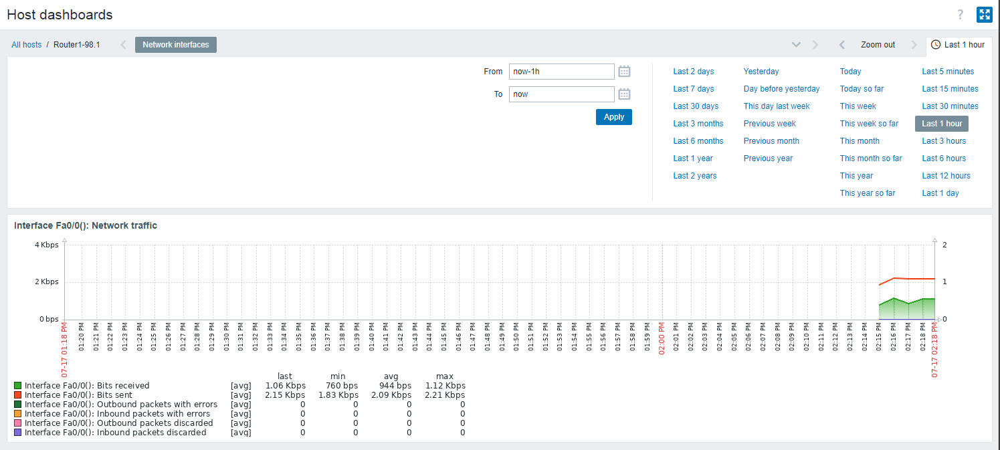 Host dashboards
?
All hosts / Router1-98.1
Network interfaces
Zoom out
Last 1 hour
From
now-1h
To
now
Apply
Last 2 days Yesterday Today Last 5 minutes
Last 7 days Day before yesterday Today so far Last 15 minutes
Last 30 days This day last week This week Last 30 minutes
Last 3 months Previous week This week so far Last 1 hour
Last 6 months Previous month This month Last 3 hours
Last 1 year Previous year This month so far Last 6 hours
Last 2 years This year Last 12 hours
This year so far Last 1 day
Interface Fa0/0(): Network traffic
4 Kbps
2 Kbps
0 bps
2
1
0
07-17 01:18 PM
01:20 PM
01:21 PM
01:22 PM
01:23 PM
01:24 PM
01:25 PM
01:26 PM
01:27 PM
01:28 PM
01:29 PM
01:30 PM
01:31 PM
01:32 PM
01:33 PM
01:34 PM
01:35 PM
01:36 PM
01:37 PM
01:38 PM
01:39 PM
01:40 PM
01:41 PM
01:42 PM
01:43 PM
01:44 PM
01:45 PM
01:46 PM
01:47 PM
01:48 PM
01:49 PM
01:50 PM
01:51 PM
01:52 PM
01:53 PM
01:54 PM
01:55 PM
01:56 PM
01:57 PM
01:58 PM
01:59 PM
02:00 PM
02:01 PM
02:02 PM
02:03 PM
02:04 PM
02:05 PM
02:06 PM
02:07 PM
02:08 PM
02:09 PM
02:10 PM
02:11 PM
02:12 PM
02:13 PM
02:14 PM
02:15 PM
02:16 PM
02:17 PM
02:18 PM
07-17 02:18 PM
last min avg max
Interface Fa0/0(): Bits received [avg] 1.06 Kbps 760 bps 944 bps 1.12 Kbps
Interface Fa0/0(): Bits sent [avg] 2.15 Kbps 1.83 Kbps 2.09 Kbps 2.21 Kbps
Interface Fa0/0(): Outbound packets with errors [avg] 0 0 0 0
Interface Fa0/0(): Inbound packets with errors [avg] 0 0 0 0
Interface Fa0/0(): Outbound packets discarded [avg] 0 0 0 0
Interface Fa0/0(): Inbound packets discarded [avg] 0 0 0 0